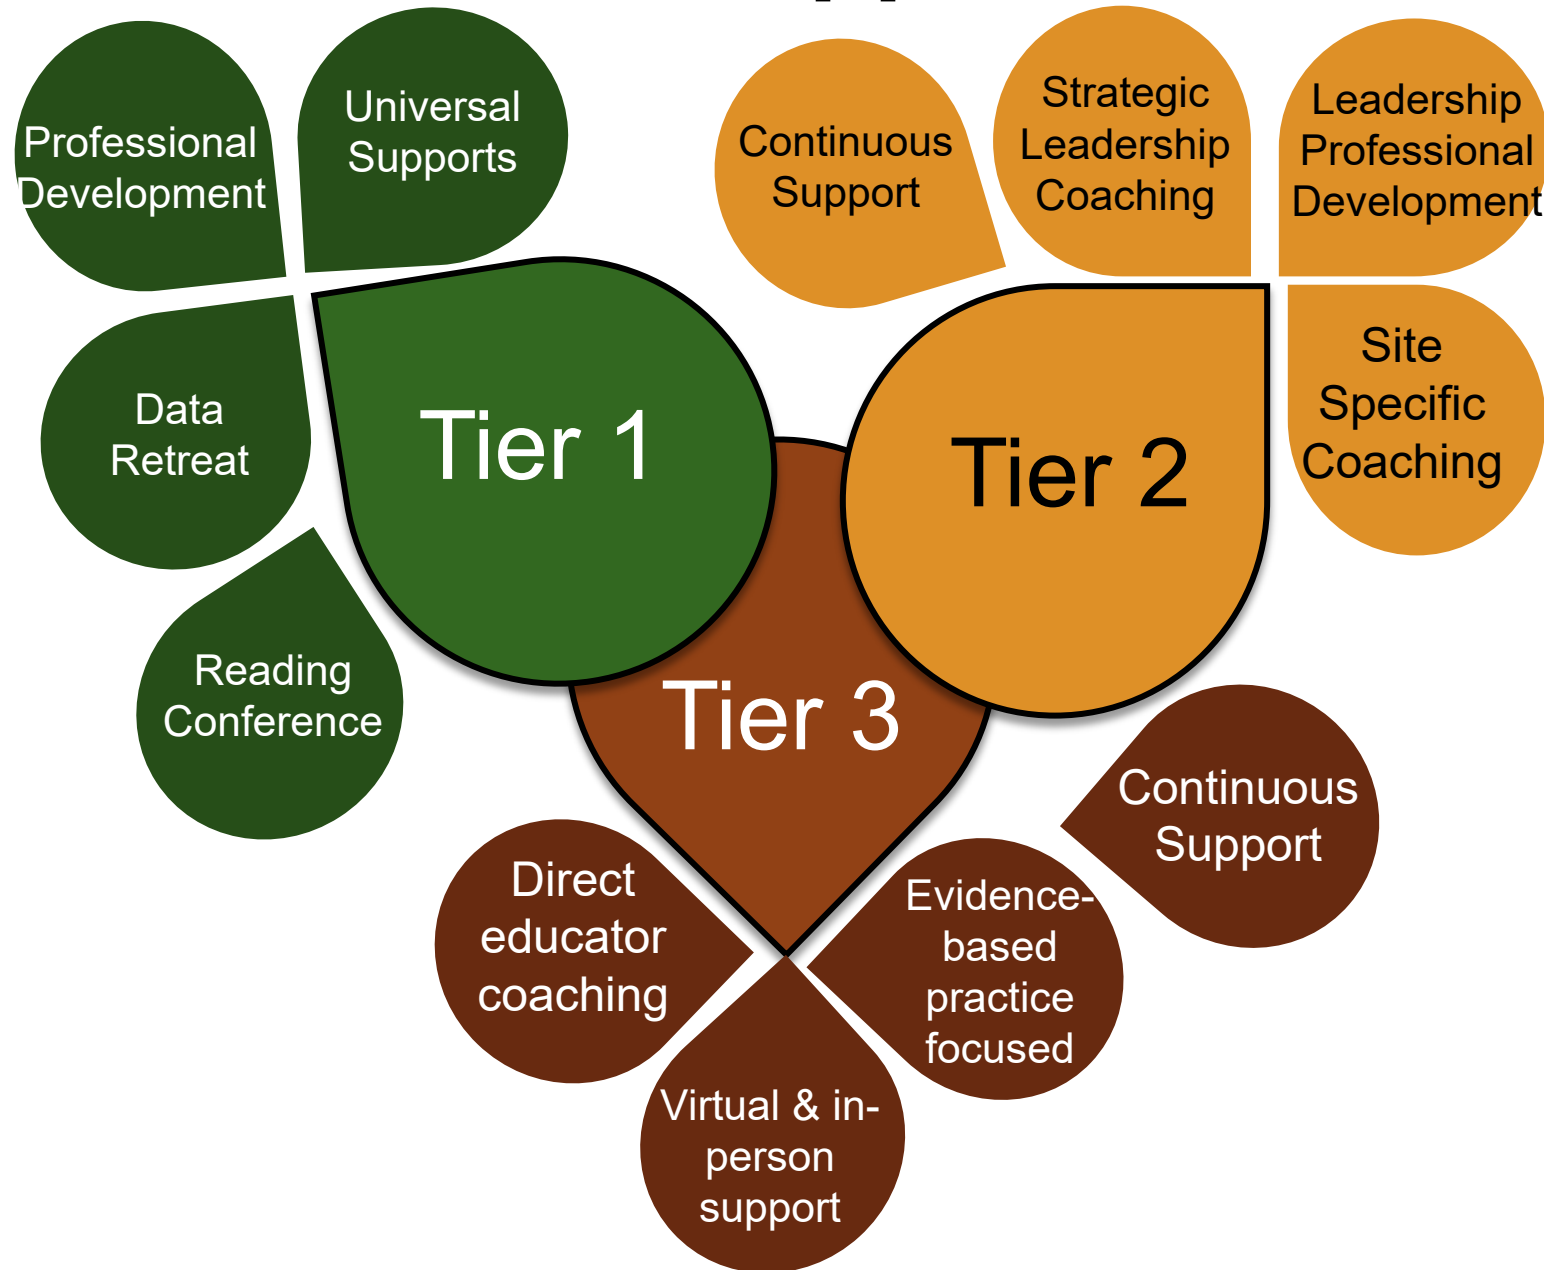 Professional
Development
Universal
Supports
Data
Retreat
Reading
Conference
Tier 1
Continuous
Support
Strategic
Leadership
Coaching
Leadership
Professional
Development
Site
Specific
Coaching
Tier 2
Tier 3
Direct
educator
coaching
Virtual & in-
person
support
Evidence-
based
practice
focused
Continuous
Support